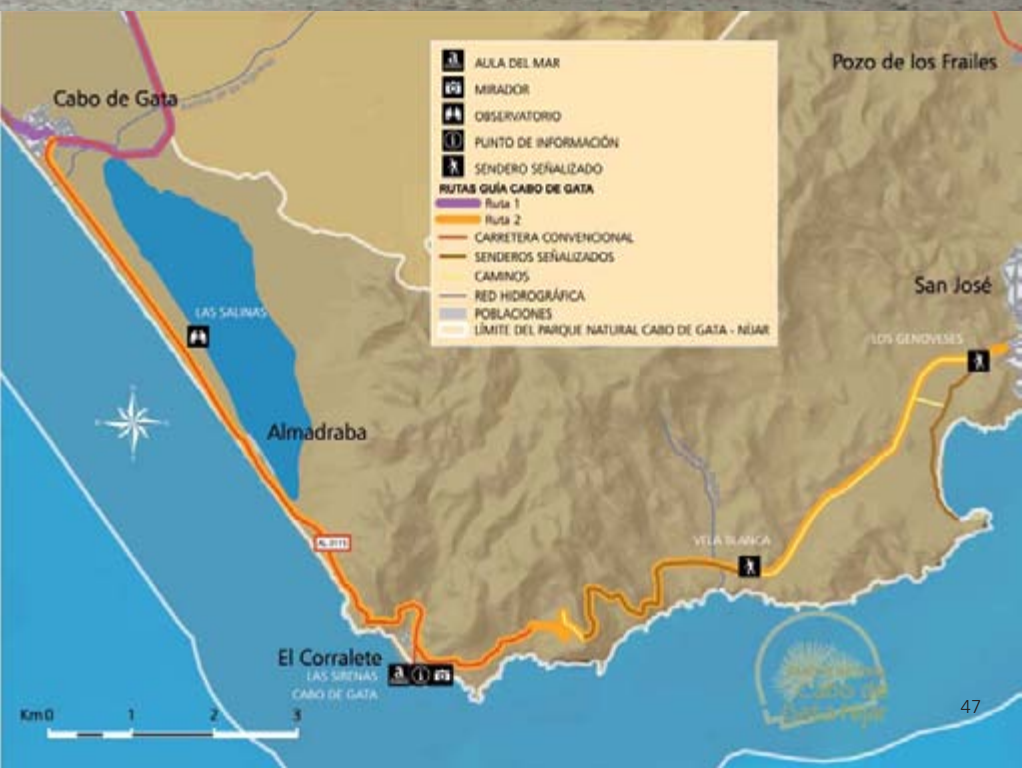 Cabo de Gata
Pozo de los Frailes
AULA DEL MAR
MIRADOR
OBSERVATORIO
PUNTO DE INFORMACIÓN
SENDERO SEÑALIZADO
RUTAS GUÍA CABO DE GATA
Ruta 1
Ruta 2
CARRETERA CONVENCIONAL
SENDEROS SEÑALIZADOS
CAMINOS
RED HIDROGRÁFICA
POBLACIONES
LÍMITE DEL PARQUE NATURAL CABO DE GATA - NÍJAR
San José
LAS SALINAS
LOS GENOVESES
Almadraba
AL 3115
VELA BLANCA
El Corralete
LAS SIRENAS
CABO DE GATA
Km 0 1 2 3
Cabo de
47